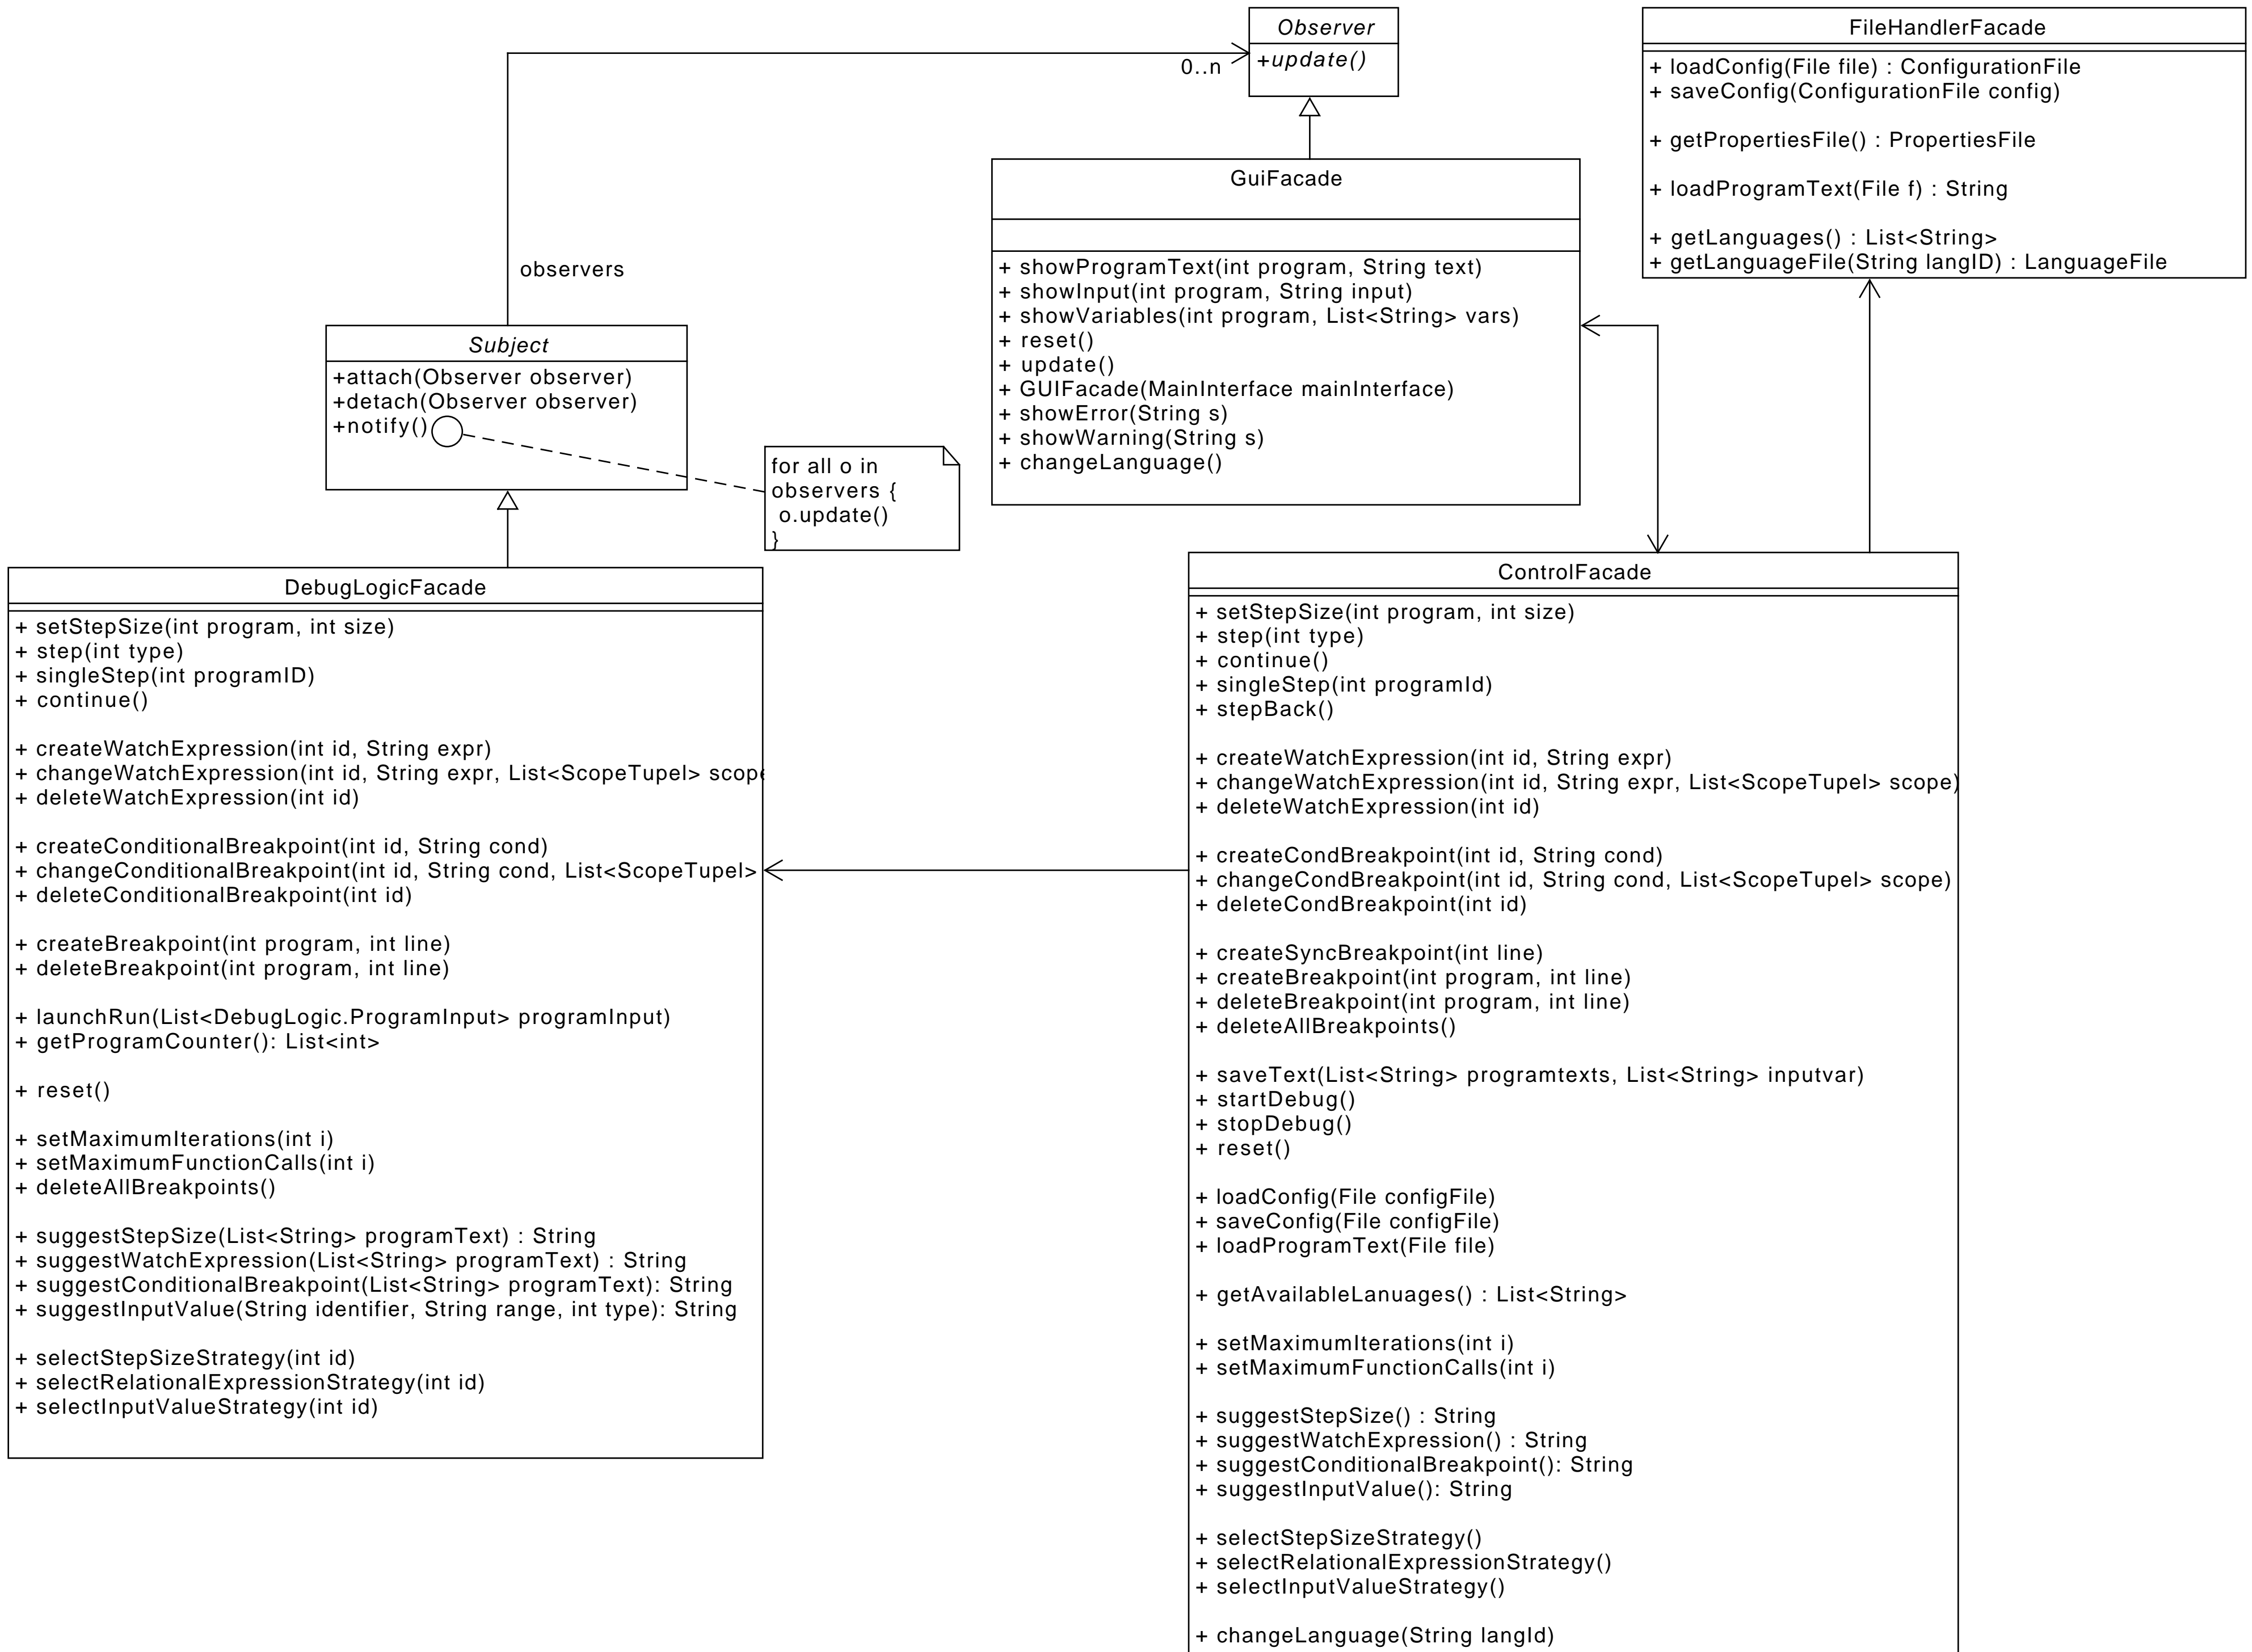 Observer
+update()
0..n
observers
FileHandlerFacade
+ loadConfig(File file) : ConfigurationFile
+ saveConfig(ConfigurationFile config)
+ getPropertiesFile() : PropertiesFile
+ loadProgramText(File f) : String
+ getLanguages() : List<String>
+ getLanguageFile(String langID) : LanguageFile
GuiFacade
+ showProgramText(int program, String text)
+ showInput(int program, String input)
+ showVariables(int program, List<String> vars)
+ reset()
+ update()
+ GUIFacade(MainInterface mainInterface)
+ showError(String s)
+ showWarning(String s)
+ changeLanguage()
Subject
+attach(Observer observer)
+detach(Observer observer)
+notify()
for all o in
observers {
o.update()
}
DebugLogicFacade
+ setStepSize(int program, int size)
+ step(int type)
+ singleStep(int programID)
+ continue()
+ createWatchExpression(int id, String expr)
+ changeWatchExpression(int id, String expr, List<ScopeTupel> scope
+ deleteWatchExpression(int id)
+ createConditionalBreakpoint(int id, String cond)
+ changeConditionalBreakpoint(int id, String cond, List<ScopeTupel>
+ deleteConditionalBreakpoint(int id)
+ createBreakpoint(int program, int line)
+ deleteBreakpoint(int program, int line)
+ launchRun(List<DebugLogic.ProgramInput> programInput)
+ getProgramCounter(): List<int>
+ reset()
+ setMaximumIterations(int i)
+ setMaximumFunctionCalls(int i)
+ deleteAllBreakpoints()
+ suggestStepSize(List<String> programText) : String
+ suggestWatchExpression(List<String> programText) : String
+ suggestConditionalBreakpoint(List<String> programText): String
+ suggestInputValue(String identifier, String range, int type): String
+ selectStepSizeStrategy(int id)
+ selectRelationalExpressionStrategy(int id)
+ selectInputValueStrategy(int id)
ControlFacade
+ setStepSize(int program, int size)
+ step(int type)
+ continue()
+ singleStep(int programId)
+ stepBack()
+ createWatchExpression(int id, String expr)
+ changeWatchExpression(int id, String expr, List<ScopeTupel> scope)
+ deleteWatchExpression(int id)
+ createCondBreakpoint(int id, String cond)
+ changeCondBreakpoint(int id, String cond, List<ScopeTupel> scope)
+ deleteCondBreakpoint(int id)
+ createSyncBreakpoint(int line)
+ createBreakpoint(int program, int line)
+ deleteBreakpoint(int program, int line)
+ deleteAllBreakpoints()
+ saveText(List<String> programtexts, List<String> inputvar)
+ startDebug()
+ stopDebug()
+ reset()
+ loadConfig(File configFile)
+ saveConfig(File configFile)
+ loadProgramText(File file)
+ getAvailableLanuages() : List<String>
+ setMaximumIterations(int i)
+ setMaximumFunctionCalls(int i)
+ suggestStepSize() : String
+ suggestWatchExpression() : String
+ suggestConditionalBreakpoint(): String
+ suggestInputValue(): String
+ selectStepSizeStrategy()
+ selectRelationalExpressionStrategy()
+ selectInputValueStrategy()
+ changeLanguage(String langId)